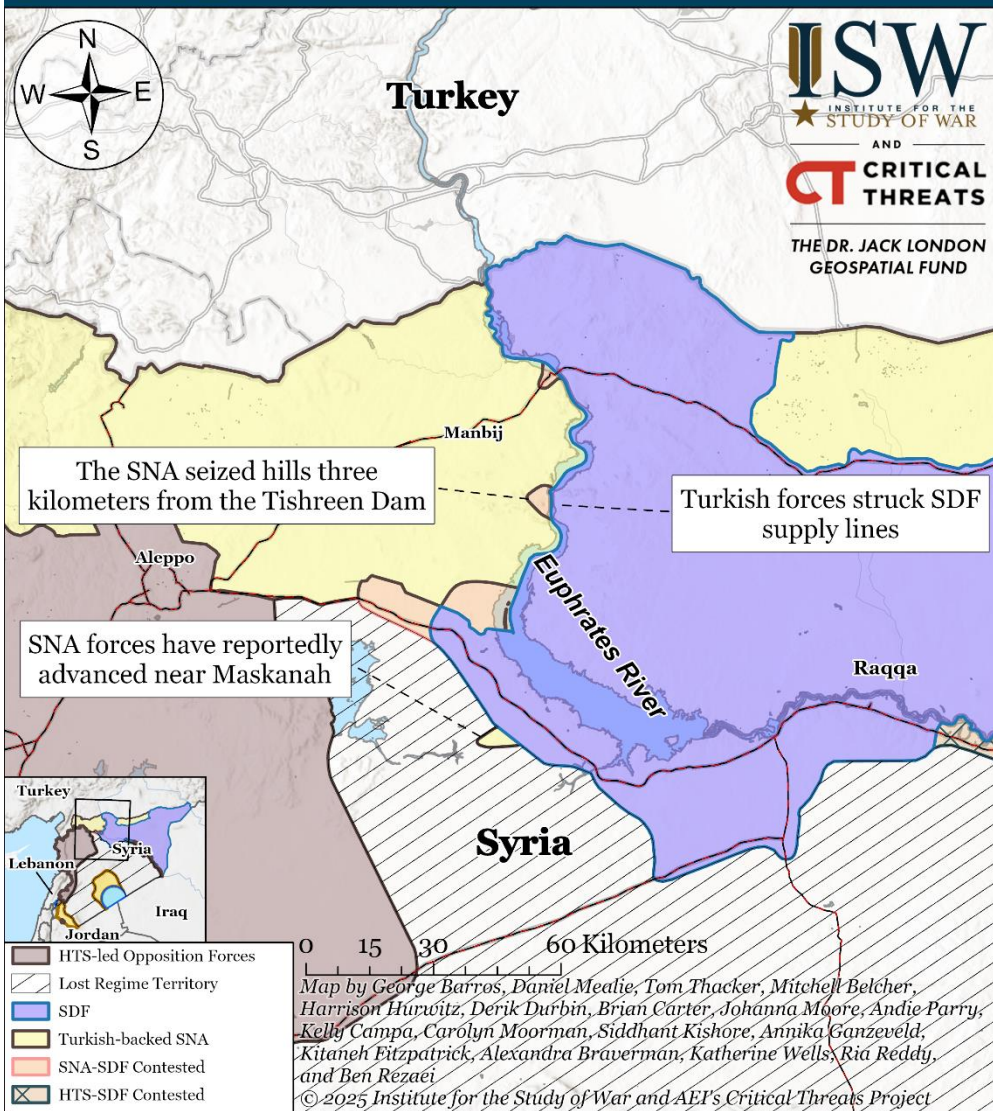 N
W
E
S
ISW
INSTITUTE FOR THE
STUDY OF WAR
AND
CT CRITICAL
THREATS
THE DR. JACK LONDON
GEOSPATIAL FUND
Turkey
Manbij
The SNA seized hills three
kilometers from the Tishreen Dam
Turkish forces struck SDF
supply lines
Aleppo
Euphrates River
SNA forces have reportedly
advanced near Maskanah
Raqqa
Syria
Turkey
Syria
Lebanon
Iraq
Jordan
HTS-led Opposition Forces
Lost Regime Territory
SDF
Turkish-backed SNA
SNA-SDF Contested
HTS-SDF Contested
0 15 30 60 Kilometers
Map by George Barros, Daniel Mealie, Tom Thacker, Mitchell Belcher,
Harrison Hurwitz, Derik Durbin, Brian Carter, Johanna Moore, Andie Parry,
Kelly Campa, Carolyn Moorman, Siddhant Kishore, Annika Ganzeveld,
Kitaneh Fitzpatrick, Alexandra Braverman, Katherine Wells, Ria Reddy,
and Ben Rezaei
© 2025 Institute for the Study of War and AEI's Critical Threats Project